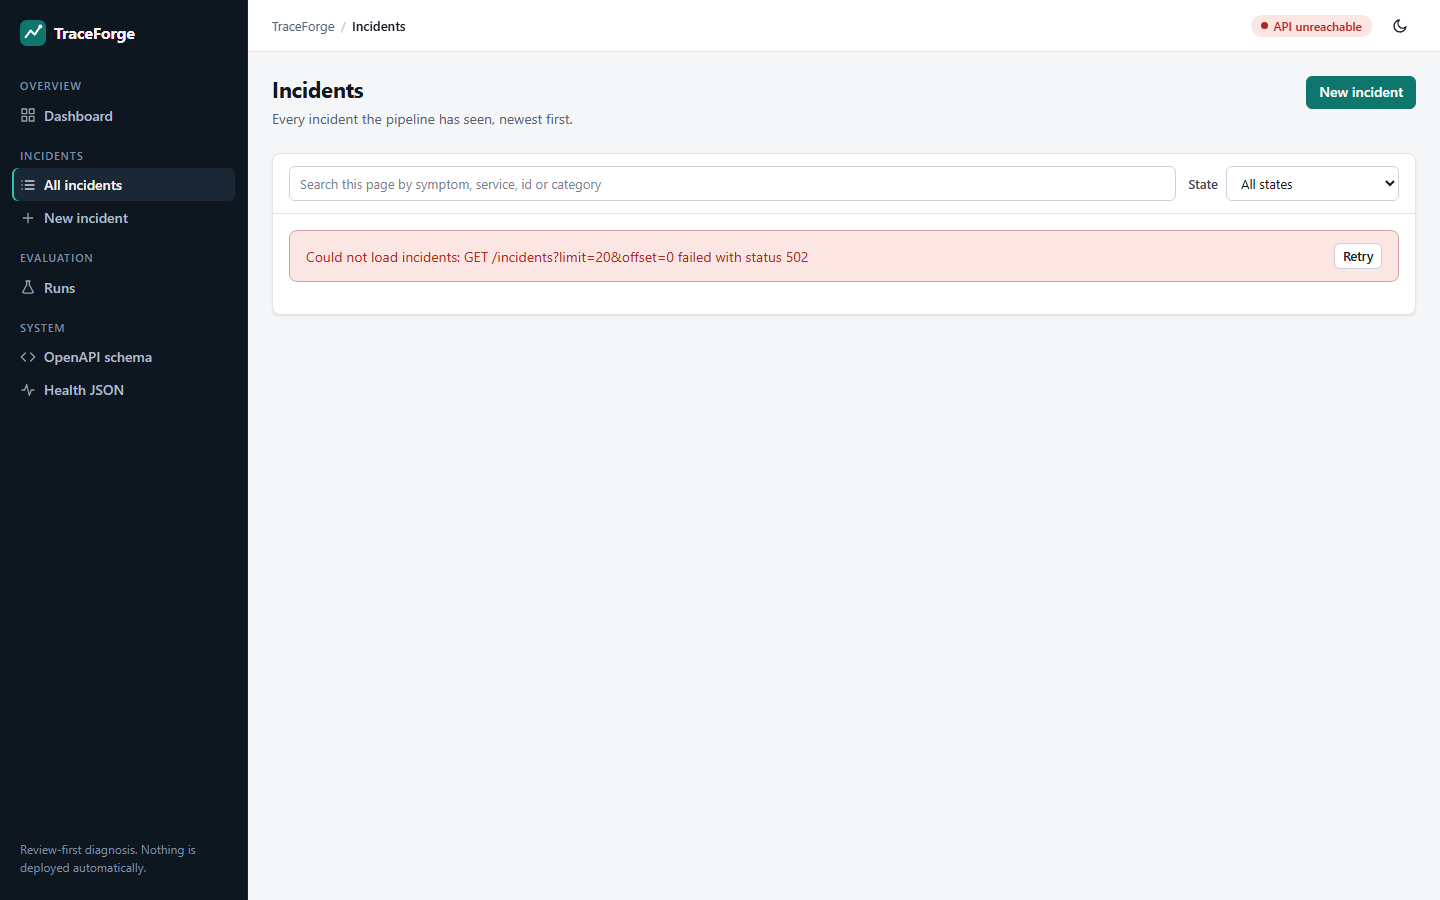 TraceForge
OVERVIEW
Dashboard
INCIDENTS
All incidents
New incident
EVALUATION
Runs
SYSTEM
OpenAPI schema
Health JSON
Review-first diagnosis. Nothing is
deployed automatically.
TraceForge / Incidents
API unreachable
Incidents
New incident
Every incident the pipeline has seen, newest first.
Search this page by symptom, service, id or category
State
All states
Could not load incidents: GET /incidents?limit=20&offset=0 failed with status 502
Retry